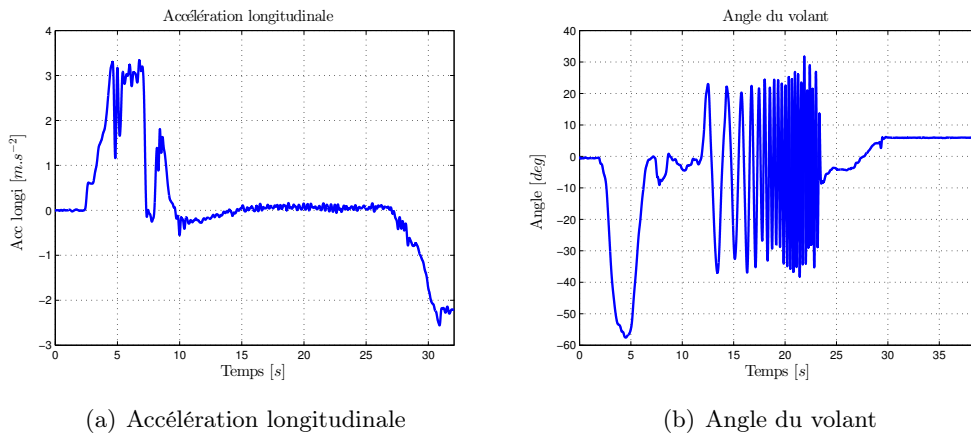 Accélération longitudinale
Acc longi [m.s⁻²]
4
3
2
1
0
−1
−2
−3
0 5 10 15 20 25 30
Temps [s]
(a) Accélération longitudinale
Angle du volant
Angle [deg]
40
30
20
10
0
−10
−20
−30
−40
−50
−60
0 5 10 15 20 25 30 35
Temps [s]
(b) Angle du volant